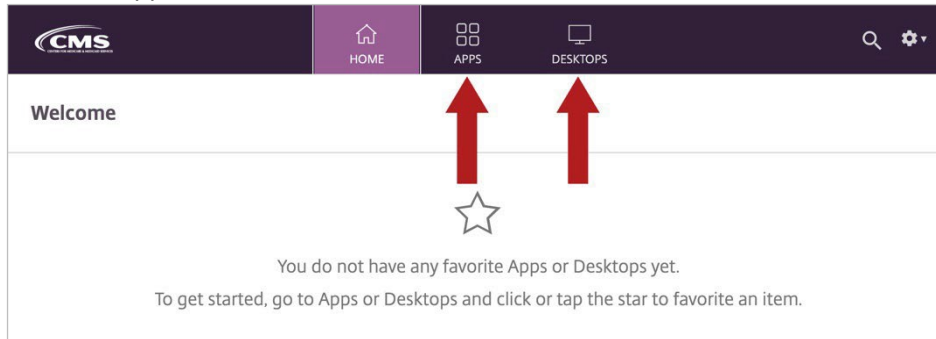 CMS
HOME
APPS
DESKTOPS
Welcome
You do not have any favorite Apps or Desktops yet.
To get started, go to Apps or Desktops and click or tap the star to favorite an item.